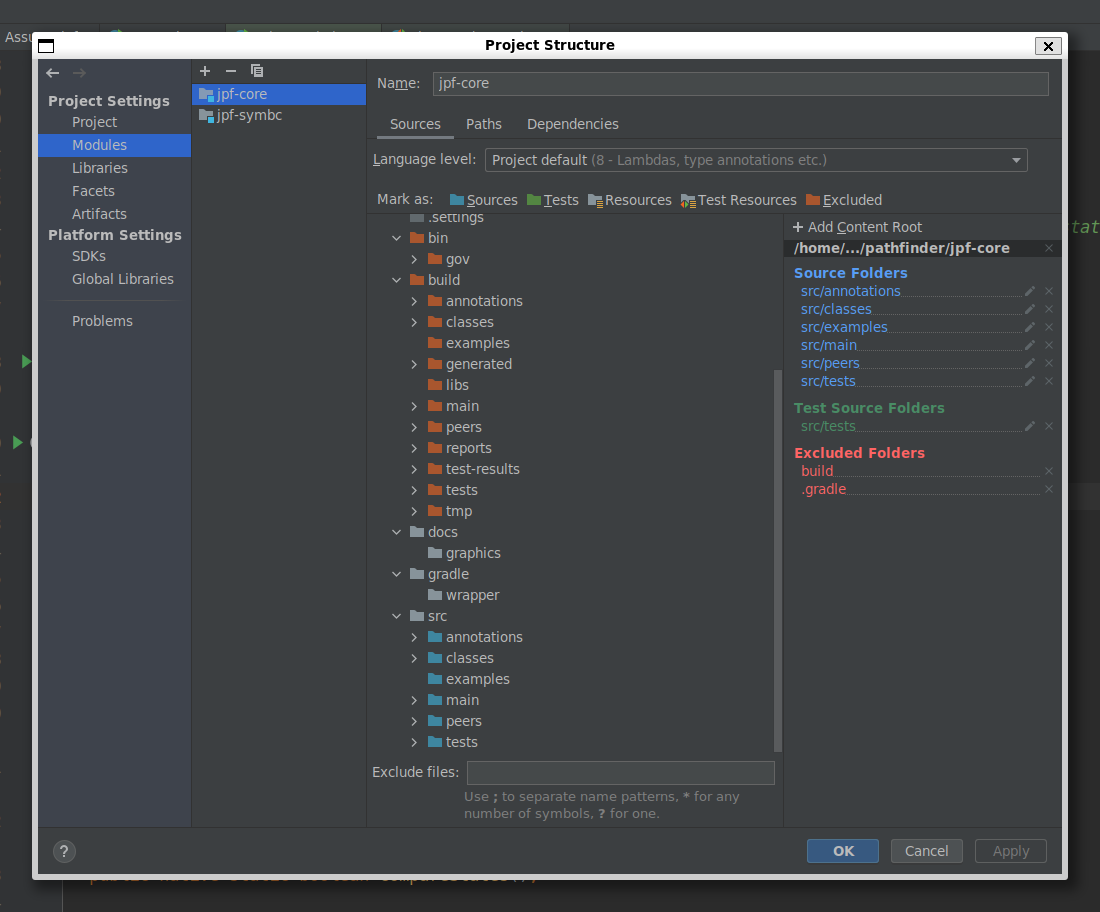 Project Structure
Project Settings
Project
Modules
Libraries
Facets
Artifacts
Platform Settings
SDKs
Global Libraries
Problems
jpf-core
jpf-symbc
Name: jpf-core
Sources Paths Dependencies
Language level: Project default (8 - Lambdas, type annotations etc.)
Mark as: Sources Tests Resources Test Resources Excluded
.settings
bin
gov
build
annotations
classes
examples
generated
libs
main
peers
reports
test-results
tests
tmp
docs
graphics
gradle
wrapper
src
annotations
classes
examples
main
peers
tests
Exclude files:
Use ; to separate name patterns, * for any
number of symbols, ? for one.
+ Add Content Root
/home/.../pathfinder/jpf-core
Source Folders
src/annotations
src/classes
src/examples
src/main
src/peers
src/tests
Test Source Folders
src/tests
Excluded Folders
build
.gradle
?
OK Cancel Apply